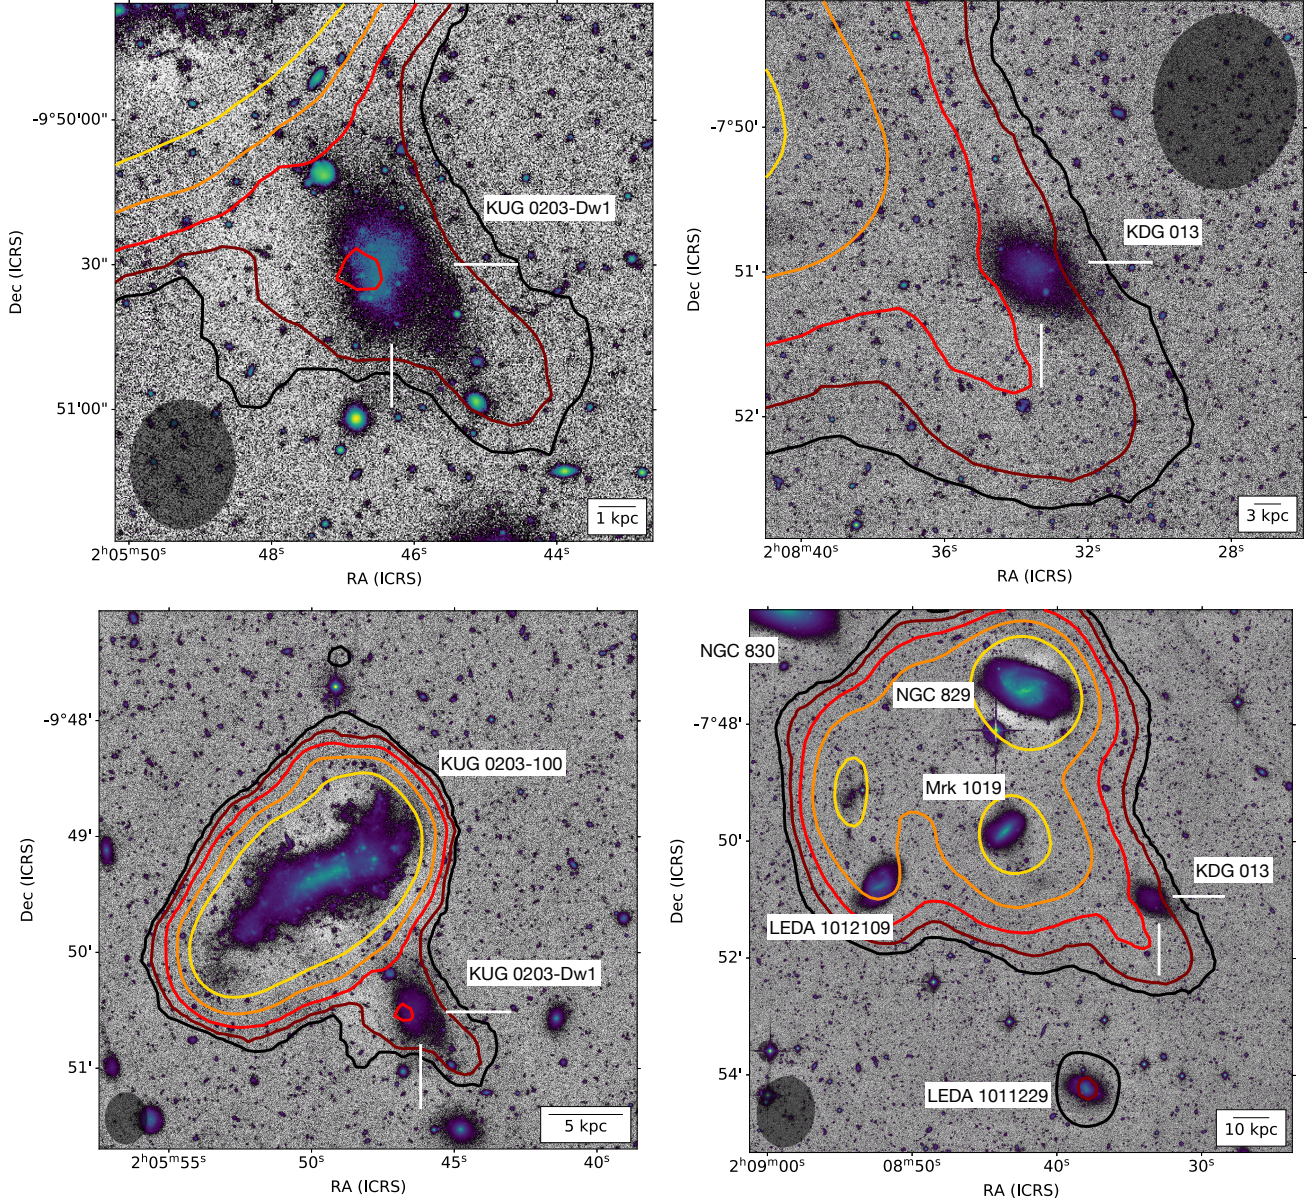 -9°50'00"
30"
51'00"
Dec (ICRS)
KUG 0203-Dw1
1 kpc
2ʰ05ᵐ50ˢ
48ˢ
46ˢ
44ˢ
RA (ICRS)
-7°50'
51'
52'
Dec (ICRS)
KDG 013
3 kpc
2ʰ08ᵐ40ˢ
36ˢ
32ˢ
28ˢ
RA (ICRS)
-9°48'
49'
50'
51'
Dec (ICRS)
KUG 0203-100
KUG 0203-Dw1
5 kpc
2ʰ05ᵐ55ˢ
50ˢ
45ˢ
40ˢ
RA (ICRS)
NGC 830
NGC 829
-7°48'
Mrk 1019
50'
KDG 013
LEDA 1012109
52'
Dec (ICRS)
54'
LEDA 1011229
10 kpc
2ʰ09ᵐ00ˢ
08ᵐ50ˢ
40ˢ
30ˢ
RA (ICRS)